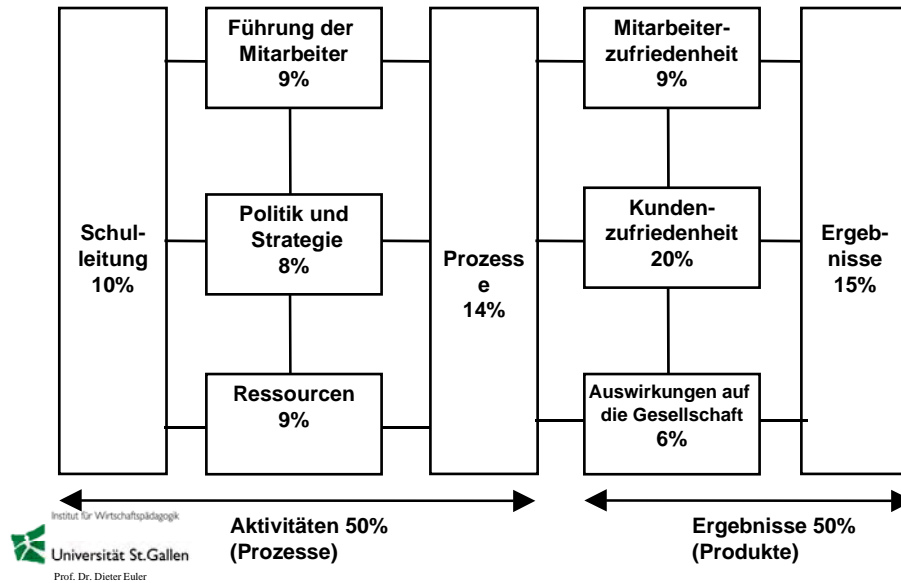 Schul-
leitung
10%
Führung der
Mitarbeiter
9%
Politik und
Strategie
8%
Ressourcen
9%
Prozess
e
14%
Mitarbeiter-
zufriedenheit
9%
Kunden-
zufriedenheit
20%
Auswirkungen auf
die Gesellschaft
6%
Ergeb-
nisse
15%
Aktivitäten 50%
(Prozesse)
Ergebnisse 50%
(Produkte)
Institut für Wirtschaftspädagogik
Universität St.Gallen
Prof. Dr. Dieter Euler